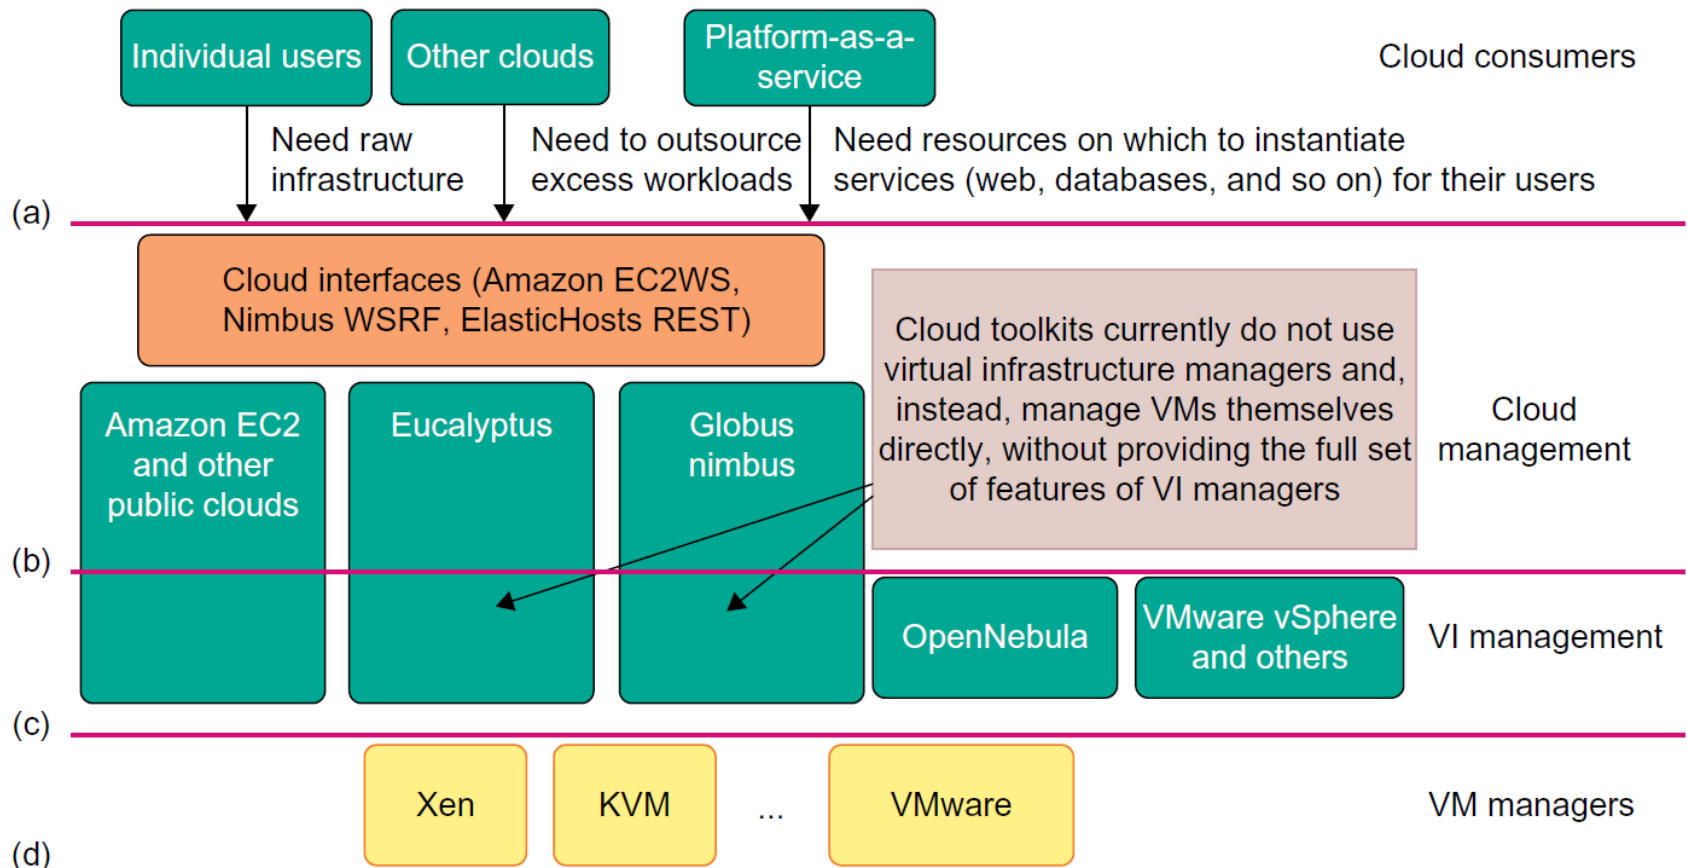 Individual users
Other clouds
Platform-as-a-
service
Cloud consumers
Need raw
infrastructure
Need to outsource
excess workloads
Need resources on which to instantiate
services (web, databases, and so on) for their users
(a)
Cloud interfaces (Amazon EC2WS,
Nimbus WSRF, ElasticHosts REST)
Cloud toolkits currently do not use
virtual infrastructure managers and,
instead, manage VMs themselves
directly, without providing the full set
of features of VI managers
Cloud
management
Amazon EC2
and other
public clouds
Eucalyptus
Globus
nimbus
(b)
OpenNebula
VMware vSphere
and others
VI management
(c)
Xen
KVM
...
VMware
VM managers
(d)